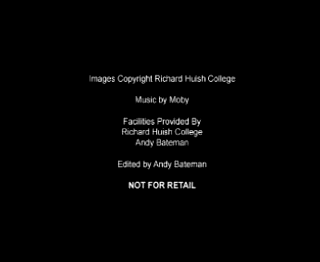 Images Copyright Richard Huish College
Music by Moby
Facilities Provided By
Richard Huish College
Andy Bateman
Edited by Andy Bateman
NOT FOR RETAIL